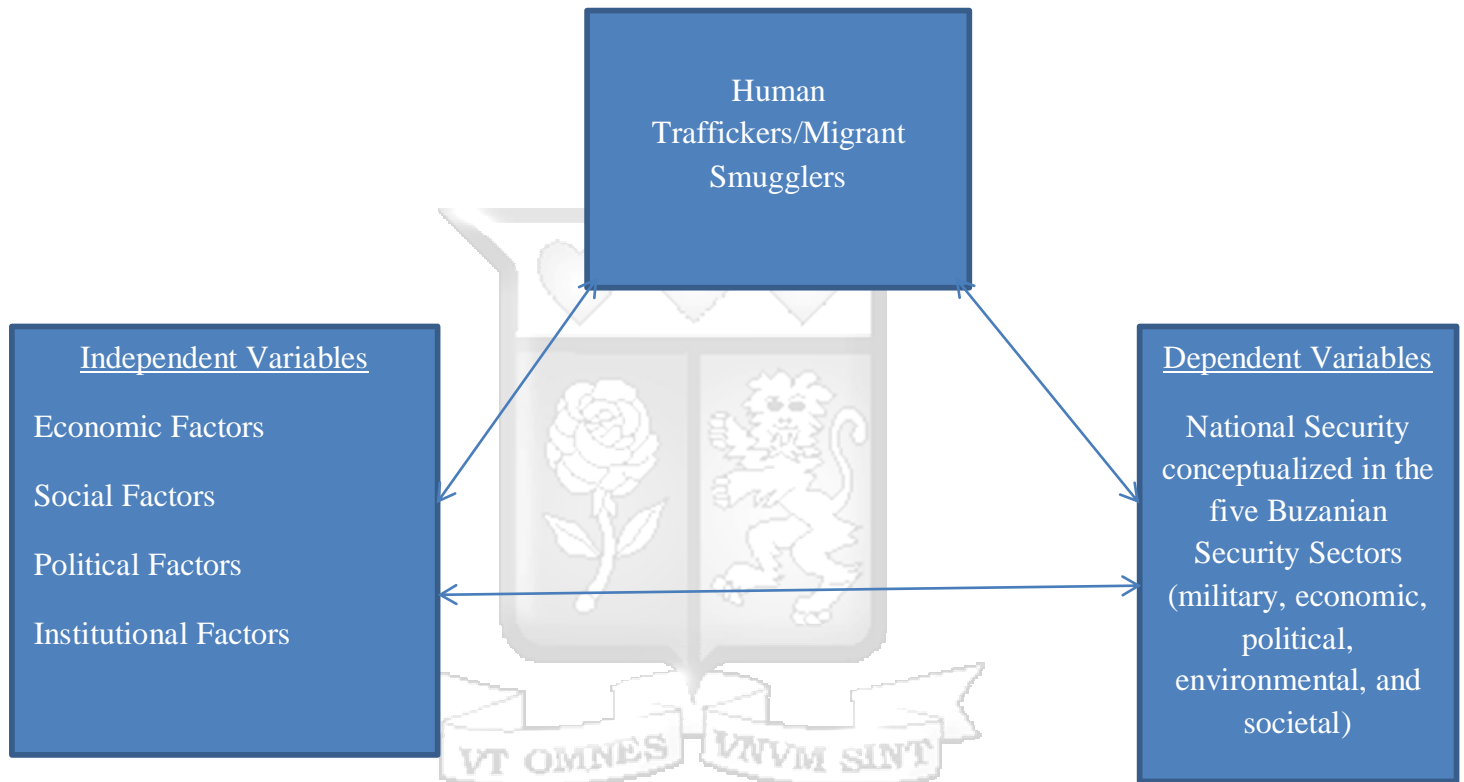 Human
Traffickers/Migrant
Smugglers
Independent Variables
Economic Factors
Social Factors
Political Factors
Institutional Factors
Dependent Variables
National Security
conceptualized in the
five Buzanian
Security Sectors
(military, economic,
political,
environmental, and
societal)
VT OMNES VNVM SINT